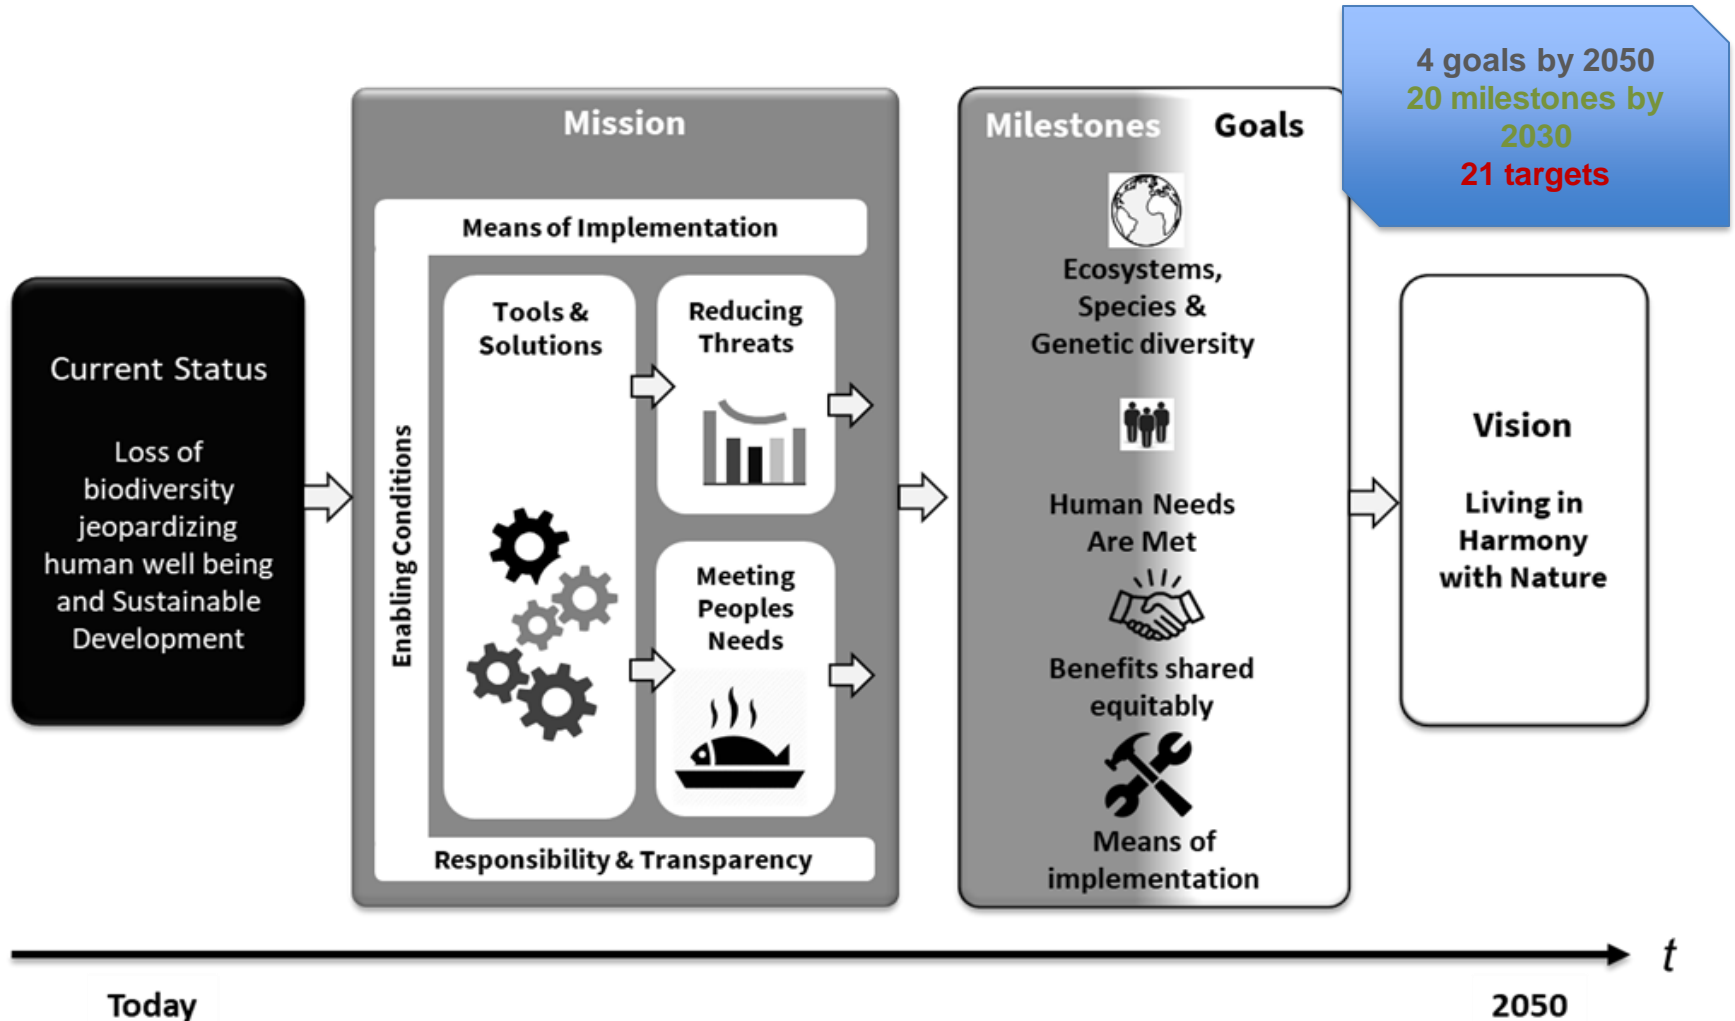 4 goals by 2050
20 milestones by
2030
21 targets
Current Status
Loss of
biodiversity
jeopardizing
human well being
and Sustainable
Development
Mission
Means of Implementation
Enabling Conditions
Tools &
Solutions
Reducing
Threats
Meeting
Peoples
Needs
Responsibility & Transparency
Milestones Goals
Ecosystems,
Species &
Genetic diversity
Human Needs
Are Met
Benefits shared
equitably
Means of
implementation
Vision
Living in
Harmony
with Nature
t
Today
2050